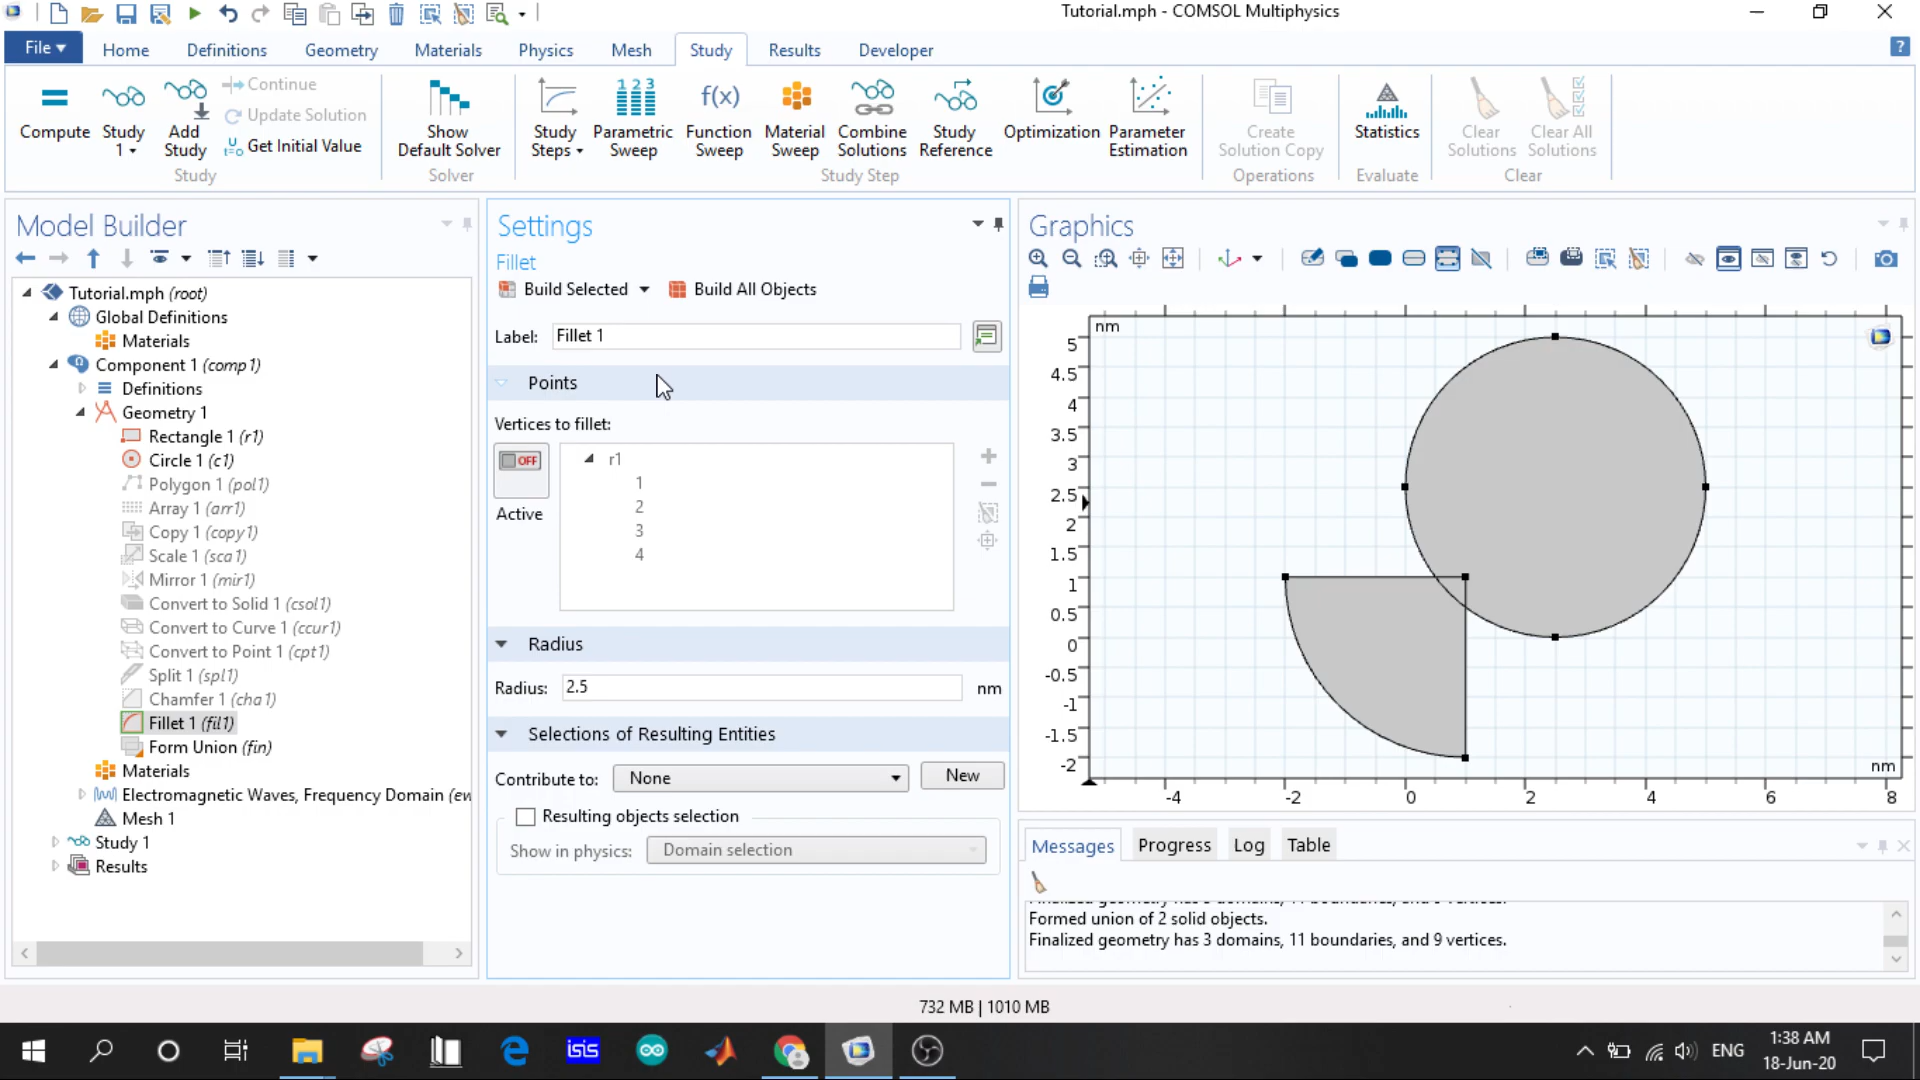 Tutorial.mph - COMSOL Multiphysics
File
Home
Definitions
Geometry
Materials
Physics
Mesh
Study
Results
Developer
Compute
Study 1
Add Study
Continue
Update Solution
Get Initial Value
Study
Show Default Solver
Solver
Study Steps
Parametric Sweep
Function Sweep
Material Sweep
Combine Solutions
Study Reference
Optimization
Parameter Estimation
Study Step
Create Solution Copy
Operations
Statistics
Evaluate
Clear Solutions
Clear All Solutions
Clear
Model Builder
Tutorial.mph (root)
Global Definitions
Materials
Component 1 (comp1)
Definitions
Geometry 1
Rectangle 1 (r1)
Circle 1 (c1)
Polygon 1 (pol1)
Array 1 (arr1)
Copy 1 (copy1)
Scale 1 (sca1)
Mirror 1 (mir1)
Convert to Solid 1 (csol1)
Convert to Curve 1 (ccur1)
Convert to Point 1 (cpt1)
Split 1 (spl1)
Chamfer 1 (cha1)
Fillet 1 (fil1)
Form Union (fin)
Materials
Electromagnetic Waves, Frequency Domain (ew
Mesh 1
Study 1
Results
Settings
Fillet
Build Selected
Build All Objects
Label: Fillet 1
Points
Vertices to fillet:
OFF
Active
r1
1
2
3
4
Radius
Radius: 2.5 nm
Selections of Resulting Entities
Contribute to: None New
Resulting objects selection
Show in physics: Domain selection
Graphics
nm
5
4.5
4
3.5
3
2.5
2
1.5
1
0.5
0
-0.5
-1
-1.5
-2
nm
-4 -2 0 2 4 6 8
Messages
Progress
Log
Table
Formed union of 2 solid objects.
Finalized geometry has 3 domains, 11 boundaries, and 9 vertices.
732 MB | 1010 MB
isis
ENG
1:38 AM
18-Jun-20